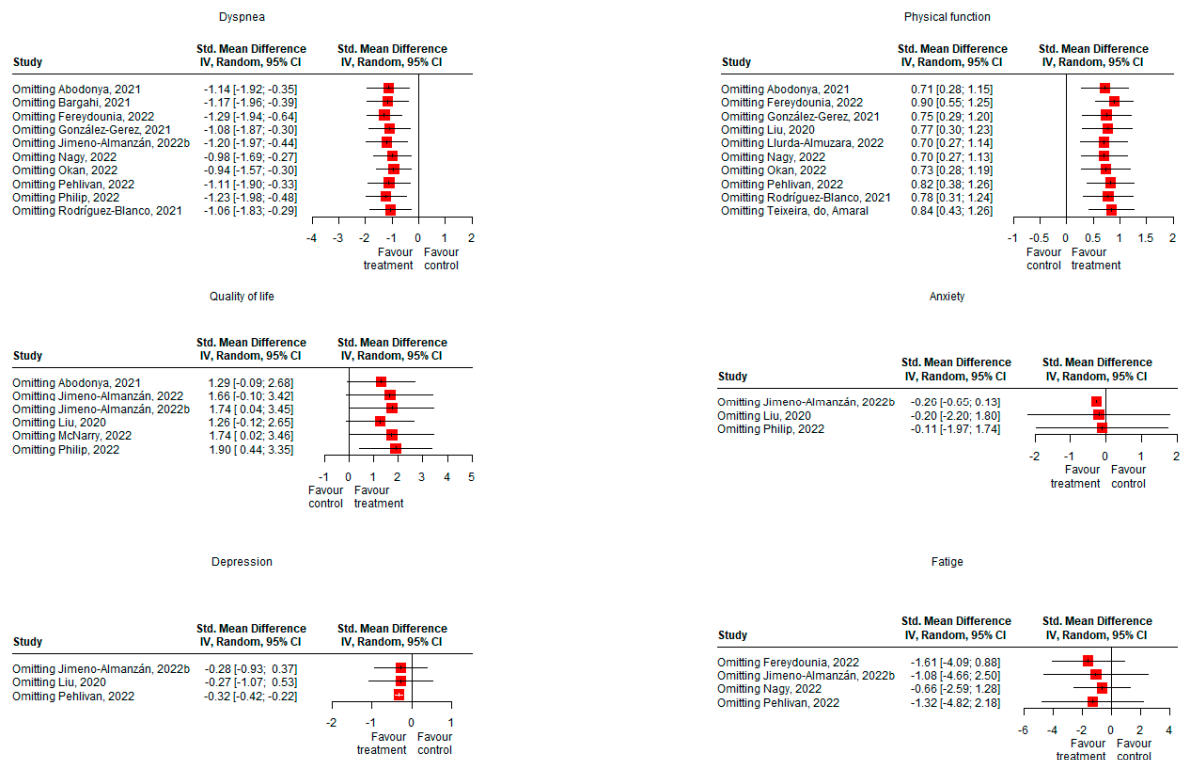 Dyspnea
Std. Mean Difference Std. Mean Difference
Study IV, Random, 95% CI IV, Random, 95% CI
Omitting Abodonya, 2021 -1.14 [-1.92; -0.35]
Omitting Bargahi, 2021 -1.17 [-1.96; -0.39]
Omitting Fereydounia, 2022 -1.29 [-1.94; -0.64]
Omitting González-Gerez, 2021 -1.08 [-1.87; -0.30]
Omitting Jimeno-Almanzán, 2022b -1.20 [-1.97; -0.44]
Omitting Nagy, 2022 -0.98 [-1.69; -0.27]
Omitting Okan, 2022 -0.94 [-1.57; -0.30]
Omitting Pehlivan, 2022 -1.11 [-1.90; -0.33]
Omitting Philip, 2022 -1.23 [-1.98; -0.48]
Omitting Rodríguez-Blanco, 2021 -1.06 [-1.83; -0.29]
-4 -3 -2 -1 0 1 2
Favour Favour
treatment control
Physical function
Std. Mean Difference Std. Mean Difference
Study IV, Random, 95% CI IV, Random, 95% CI
Omitting Abodonya, 2021 0.71 [0.28; 1.15]
Omitting Fereydounia, 2022 0.90 [0.55; 1.25]
Omitting González-Gerez, 2021 0.75 [0.29; 1.20]
Omitting Liu, 2020 0.77 [0.30; 1.23]
Omitting Llurda-Almuzara, 2022 0.70 [0.27; 1.14]
Omitting Nagy, 2022 0.70 [0.27; 1.13]
Omitting Okan, 2022 0.73 [0.28; 1.19]
Omitting Pehlivan, 2022 0.82 [0.38; 1.26]
Omitting Rodríguez-Blanco, 2021 0.78 [0.31; 1.24]
Omitting Teixeira, do, Amaral 0.84 [0.43; 1.26]
-1 -0.5 0 0.5 1 1.5 2
Favour Favour
control treatment
Quality of life
Std. Mean Difference Std. Mean Difference
Study IV, Random, 95% CI IV, Random, 95% CI
Omitting Abodonya, 2021 1.29 [-0.09; 2.68]
Omitting Jimeno-Almanzán, 2022 1.66 [-0.10; 3.42]
Omitting Jimeno-Almanzán, 2022b 1.74 [ 0.04; 3.45]
Omitting Liu, 2020 1.26 [-0.12; 2.65]
Omitting McNarry, 2022 1.74 [ 0.02; 3.46]
Omitting Philip, 2022 1.90 [ 0.44; 3.35]
-1 0 1 2 3 4 5
Favour Favour
control treatment
Anxiety
Std. Mean Difference Std. Mean Difference
Study IV, Random, 95% CI IV, Random, 95% CI
Omitting Jimeno-Almanzán, 2022b -0.26 [-0.65; 0.13]
Omitting Liu, 2020 -0.20 [-2.20; 1.80]
Omitting Philip, 2022 -0.11 [-1.97; 1.74]
-2 -1 0 1 2
Favour Favour
treatment control
Depression
Std. Mean Difference Std. Mean Difference
Study IV, Random, 95% CI IV, Random, 95% CI
Omitting Jimeno-Almanzán, 2022b -0.28 [-0.93; 0.37]
Omitting Liu, 2020 -0.27 [-1.07; 0.53]
Omitting Pehlivan, 2022 -0.32 [-0.42; -0.22]
-2 -1 0 1
Favour Favour
treatment control
Fatige
Std. Mean Difference Std. Mean Difference
Study IV, Random, 95% CI IV, Random, 95% CI
Omitting Fereydounia, 2022 -1.61 [-4.09; 0.88]
Omitting Jimeno-Almanzán, 2022b -1.08 [-4.66; 2.50]
Omitting Nagy, 2022 -0.66 [-2.59; 1.28]
Omitting Pehlivan, 2022 -1.32 [-4.82; 2.18]
-6 -4 -2 0 2 4
Favour Favour
treatment control